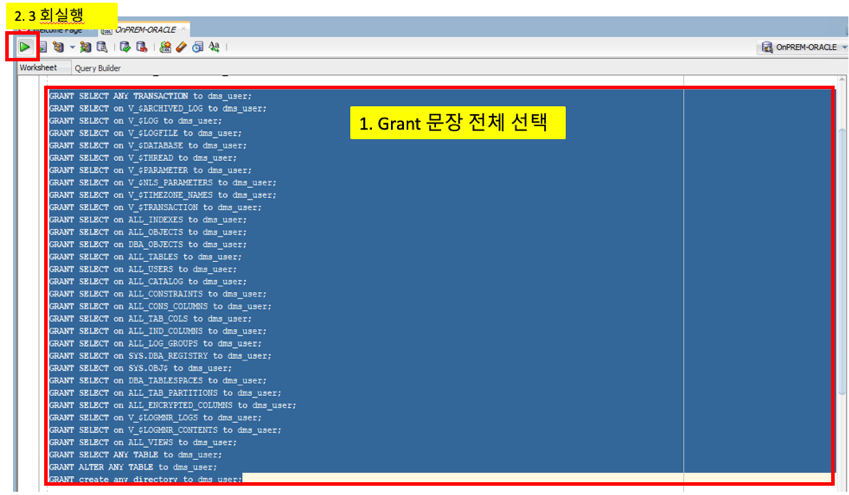 2. 3 회실행
Welcome Page
OnPREM-ORACLE
OnPREM-ORACLE
Worksheet
Query Builder
1. Grant 문장 전체 선택
GRANT SELECT ANY TRANSACTION to dms_user;
GRANT SELECT on V_$ARCHIVED_LOG to dms_user;
GRANT SELECT on V_$LOG to dms_user;
GRANT SELECT on V_$LOGFILE to dms_user;
GRANT SELECT on V_$DATABASE to dms_user;
GRANT SELECT on V_$THREAD to dms_user;
GRANT SELECT on V_$PARAMETER to dms_user;
GRANT SELECT on V_$NLS_PARAMETERS to dms_user;
GRANT SELECT on V_$TIMEZONE_NAMES to dms_user;
GRANT SELECT on V_$TRANSACTION to dms_user;
GRANT SELECT on ALL_INDEXES to dms_user;
GRANT SELECT on ALL_OBJECTS to dms_user;
GRANT SELECT on DBA_OBJECTS to dms_user;
GRANT SELECT on ALL_TABLES to dms_user;
GRANT SELECT on ALL_USERS to dms_user;
GRANT SELECT on ALL_CATALOG to dms_user;
GRANT SELECT on ALL_CONSTRAINTS to dms_user;
GRANT SELECT on ALL_CONS_COLUMNS to dms_user;
GRANT SELECT on ALL_TAB_COLS to dms_user;
GRANT SELECT on ALL_IND_COLUMNS to dms_user;
GRANT SELECT on ALL_LOG_GROUPS to dms_user;
GRANT SELECT on SYS.DBA_REGISTRY to dms_user;
GRANT SELECT on SYS.OBJ$ to dms_user;
GRANT SELECT on DBA_TABLESPACES to dms_user;
GRANT SELECT on ALL_TAB_PARTITIONS to dms_user;
GRANT SELECT on ALL_ENCRYPTED_COLUMNS to dms_user;
GRANT SELECT on V_$LOGMNR_LOGS to dms_user;
GRANT SELECT on V_$LOGMNR_CONTENTS to dms_user;
GRANT SELECT on ALL_VIEWS to dms_user;
GRANT SELECT ANY TABLE to dms_user;
GRANT ALTER ANY TABLE to dms_user;
GRANT create any directory to dms_user;